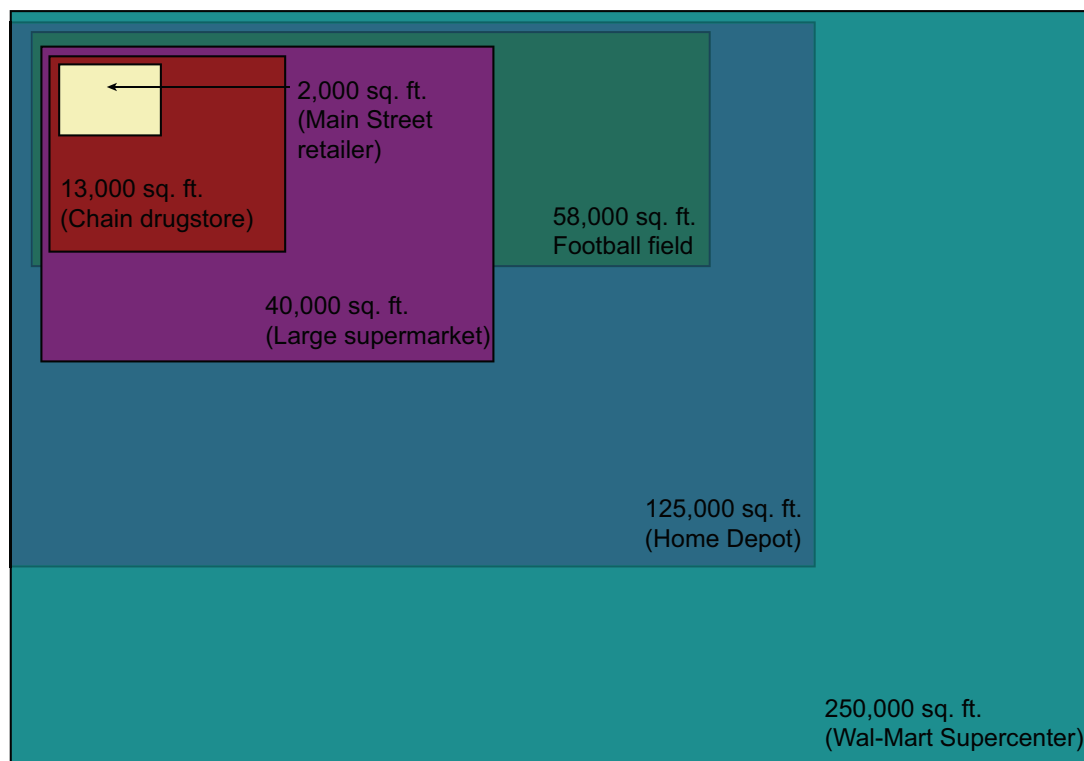 2,000 sq. ft.
(Main Street
retailer)
13,000 sq. ft.
(Chain drugstore)
58,000 sq. ft.
Football field
40,000 sq. ft.
(Large supermarket)
125,000 sq. ft.
(Home Depot)
250,000 sq. ft.
(Wal-Mart Supercenter)